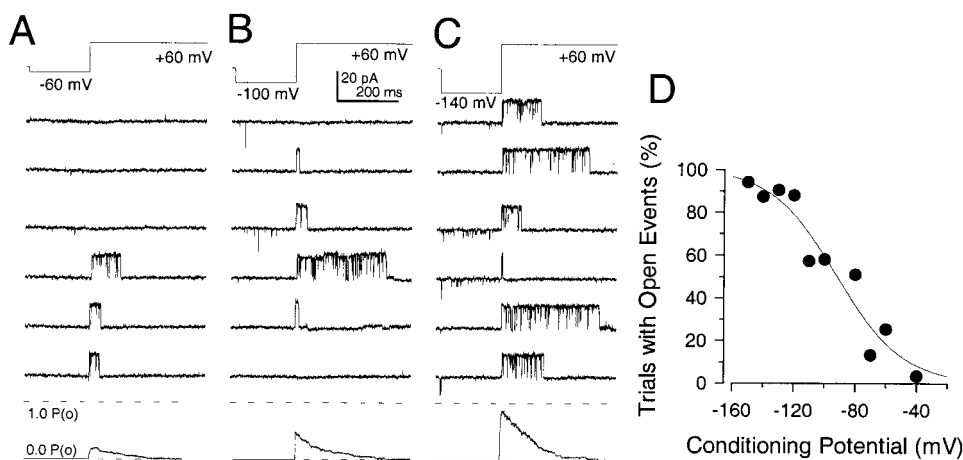 A
B
C
+60 mV
-60 mV
+60 mV
-100 mV
20 pA
200 ms
+60 mV
-140 mV
D
1.0 P(o)
0.0 P(o)
Trials with Open Events (%)
100
80
60
40
20
0
-160
-120
-80
-40
Conditioning Potential (mV)